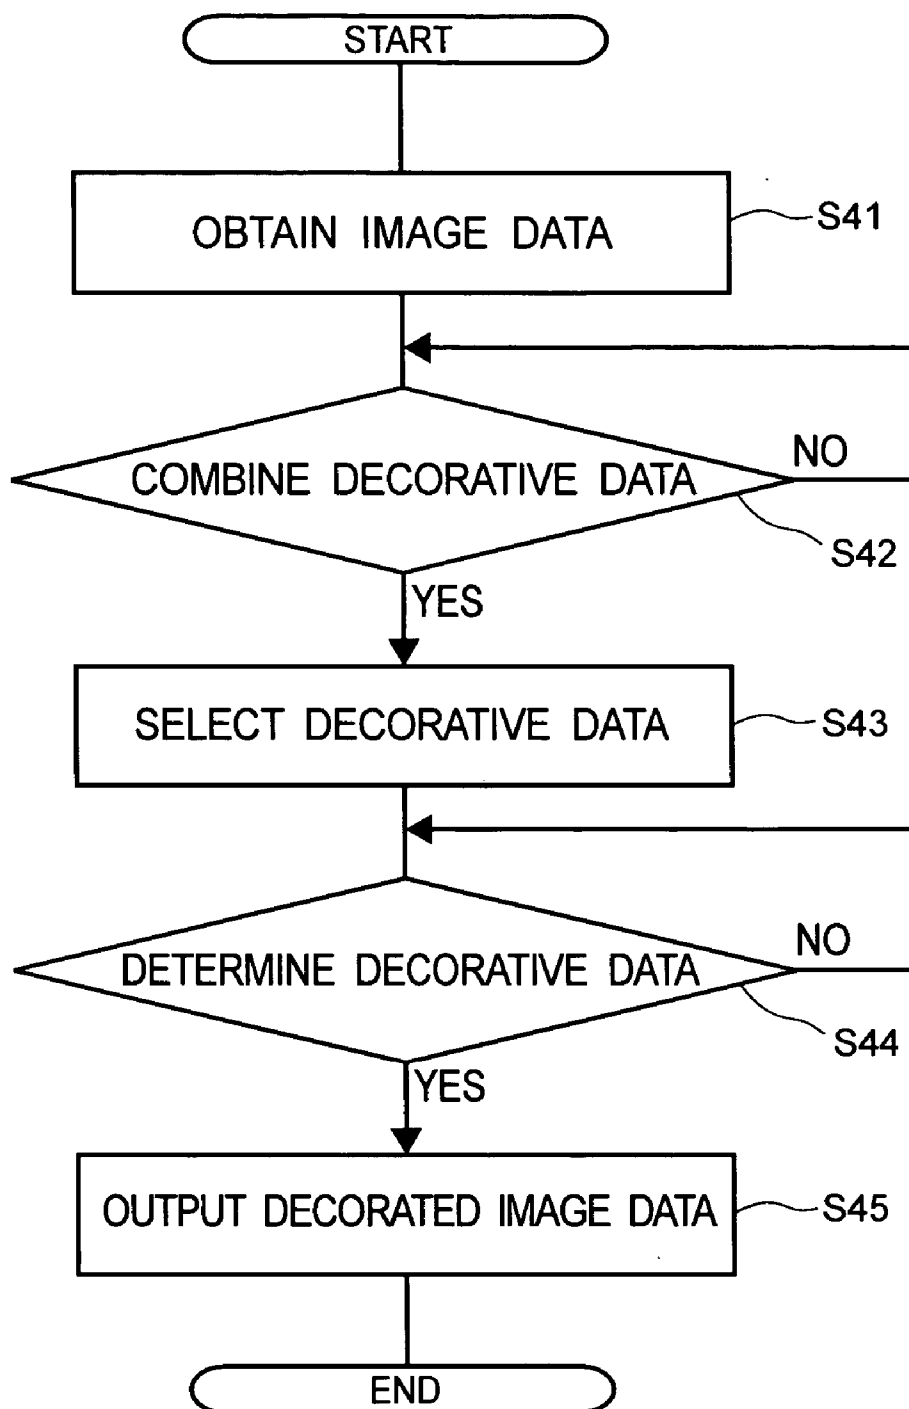 START
OBTAIN IMAGE DATA
S41
COMBINE DECORATIVE DATA
NO
S42
YES
SELECT DECORATIVE DATA
S43
DETERMINE DECORATIVE DATA
NO
S44
YES
OUTPUT DECORATED IMAGE DATA
S45
END